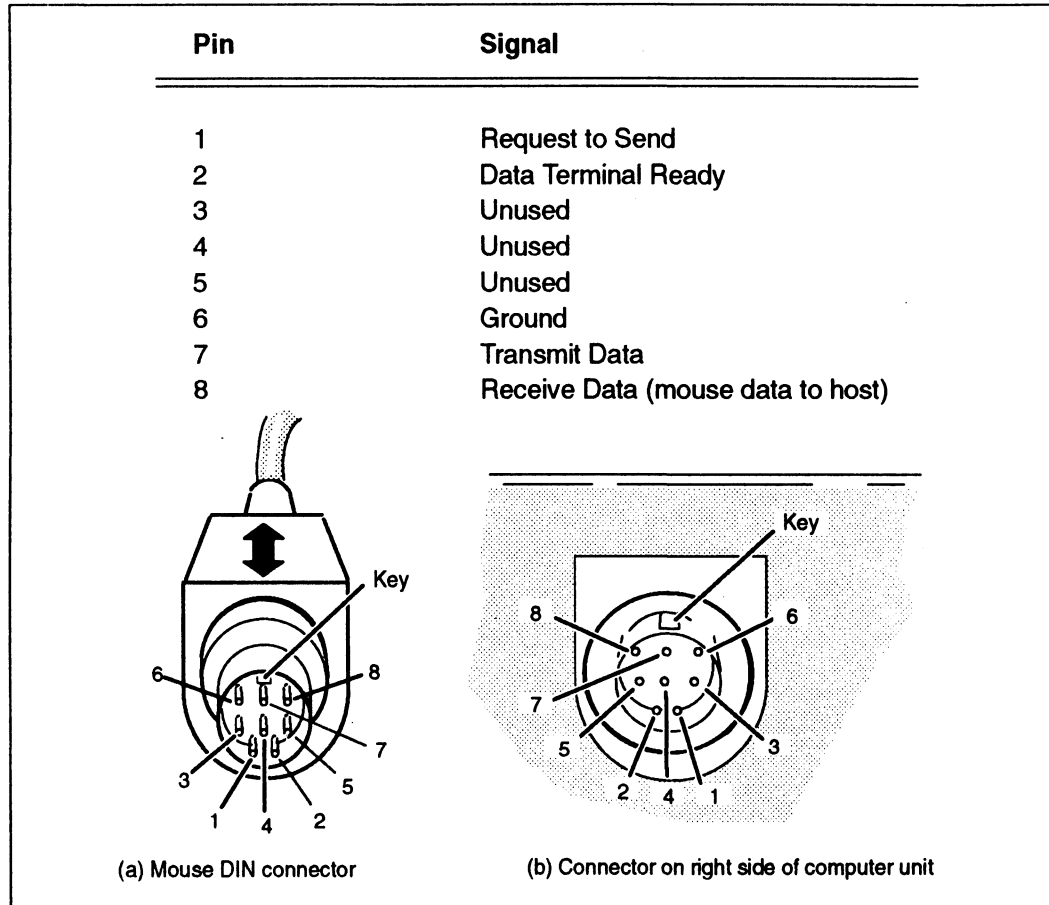 Pin Signal
1 Request to Send
2 Data Terminal Ready
3 Unused
4 Unused
5 Unused
6 Ground
7 Transmit Data
8 Receive Data (mouse data to host)
Key
6
8
7
3
5
1
4
2
(a) Mouse DIN connector
Key
8
6
7
5
3
2
4
1
(b) Connector on right side of computer unit